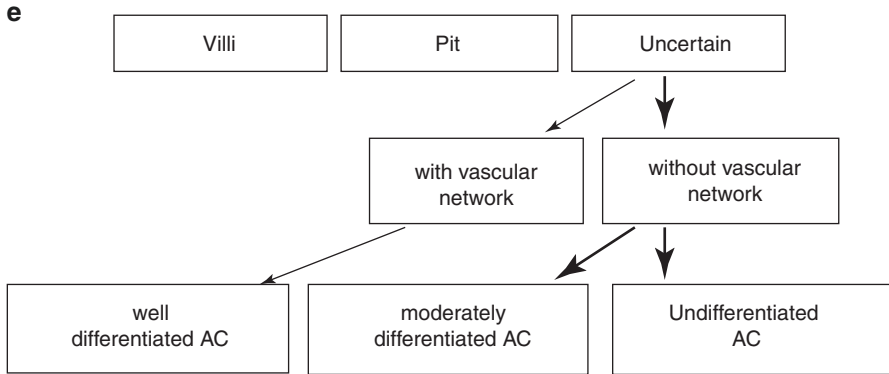 e
Villi
Pit
Uncertain
with vascular
network
without vascular
network
well
differentiated AC
moderately
differentiated AC
Undifferentiated
AC